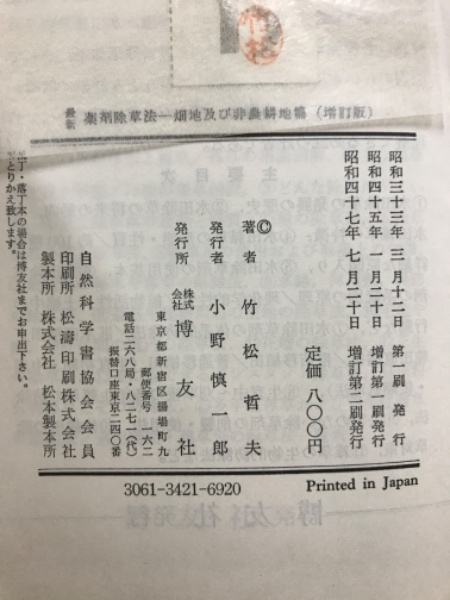 最新 薬剤除草法—畑地及び非農耕地篇（増訂版）
昭和三十三年 三月十二日 第一刷発行
昭和四十五年 一月二十日 増訂第一刷発行
昭和四十七年 七月二十日 増訂第二刷発行
定価 八〇〇円
© 著者 竹松哲夫
発行者 小野慎一郎
発行所 株式会社 博友社
東京都新宿区揚場町九
郵便番号 一六二
電話二六八局・八二七一(代)
振替口座東京二四〇番
自然科学書協会会員
印刷所 松濤印刷株式会社
製本所 株式会社 松本製本所
丁・落丁本の場合は博友社までお申出下さい。
とりかえ致します。
3061-3421-6920
Printed in Japan